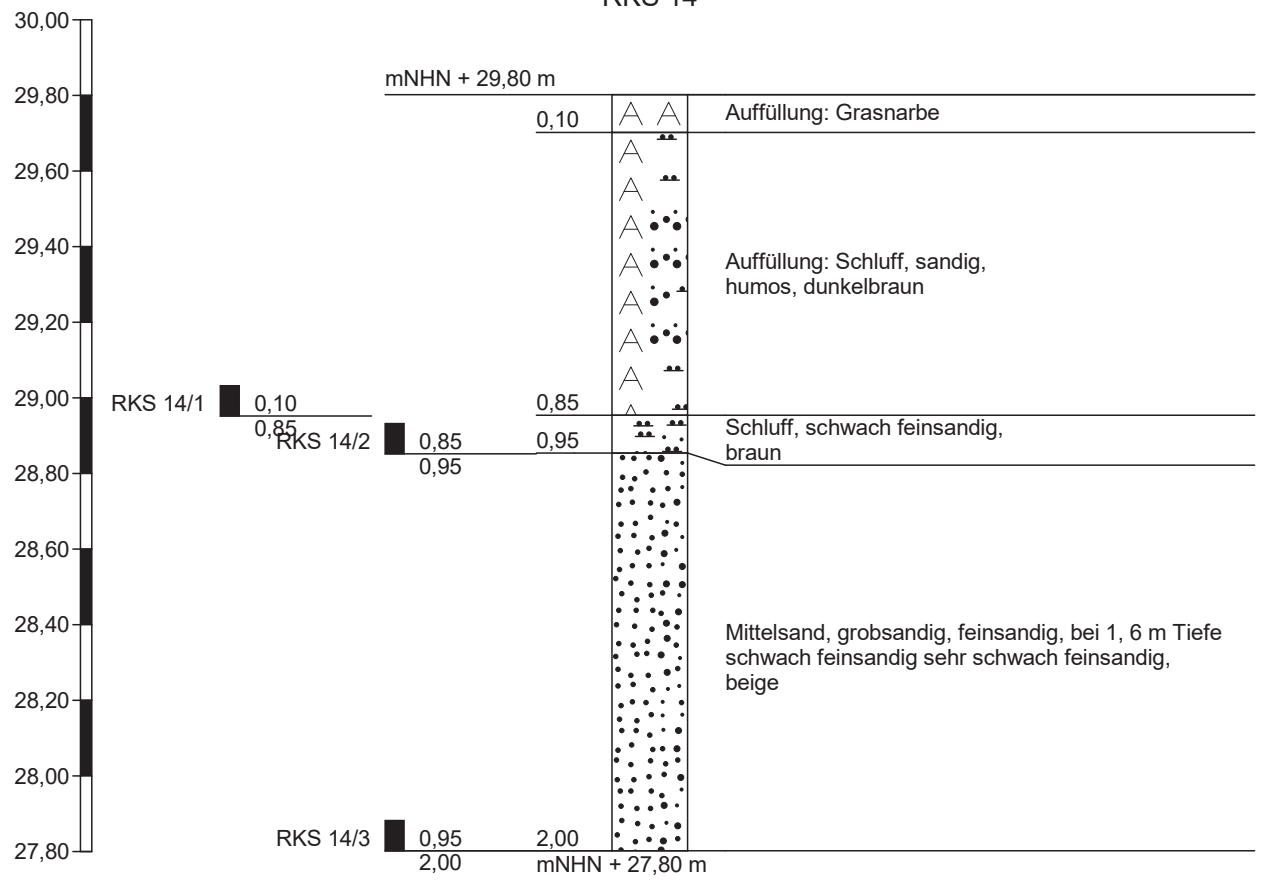 RKS 14
30,00
mNHN + 29,80 m
29,80
0,10
Auffüllung: Grasnarbe
29,60
29,40
Auffüllung: Schluff, sandig,
humos, dunkelbraun
29,20
29,00
RKS 14/1
0,10
0,85
0,85
RKS 14/2
0,85
0,95
0,95
Schluff, schwach feinsandig,
braun
28,80
28,60
28,40
Mittelsand, grobsandig, feinsandig, bei 1, 6 m Tiefe
schwach feinsandig sehr schwach feinsandig,
beige
28,20
28,00
27,80
RKS 14/3
0,95
2,00
2,00
mNHN + 27,80 m